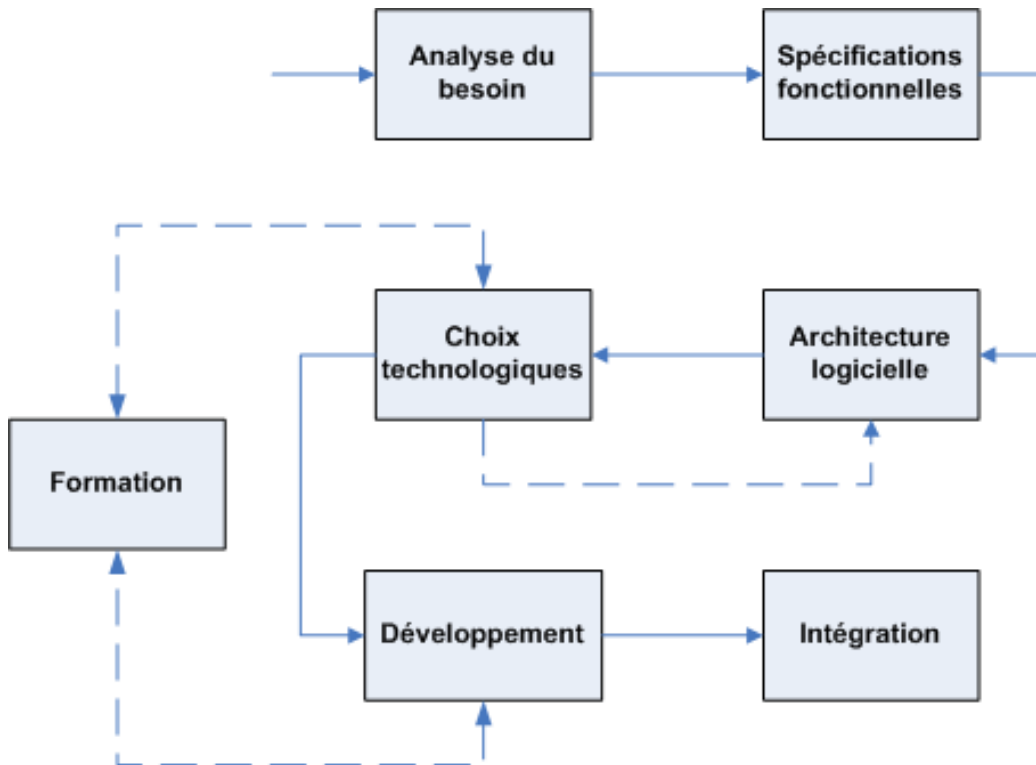 Analyse du
besoin
Spécifications
fonctionnelles
Choix
technologiques
Architecture
logicielle
Formation
Développement
Intégration